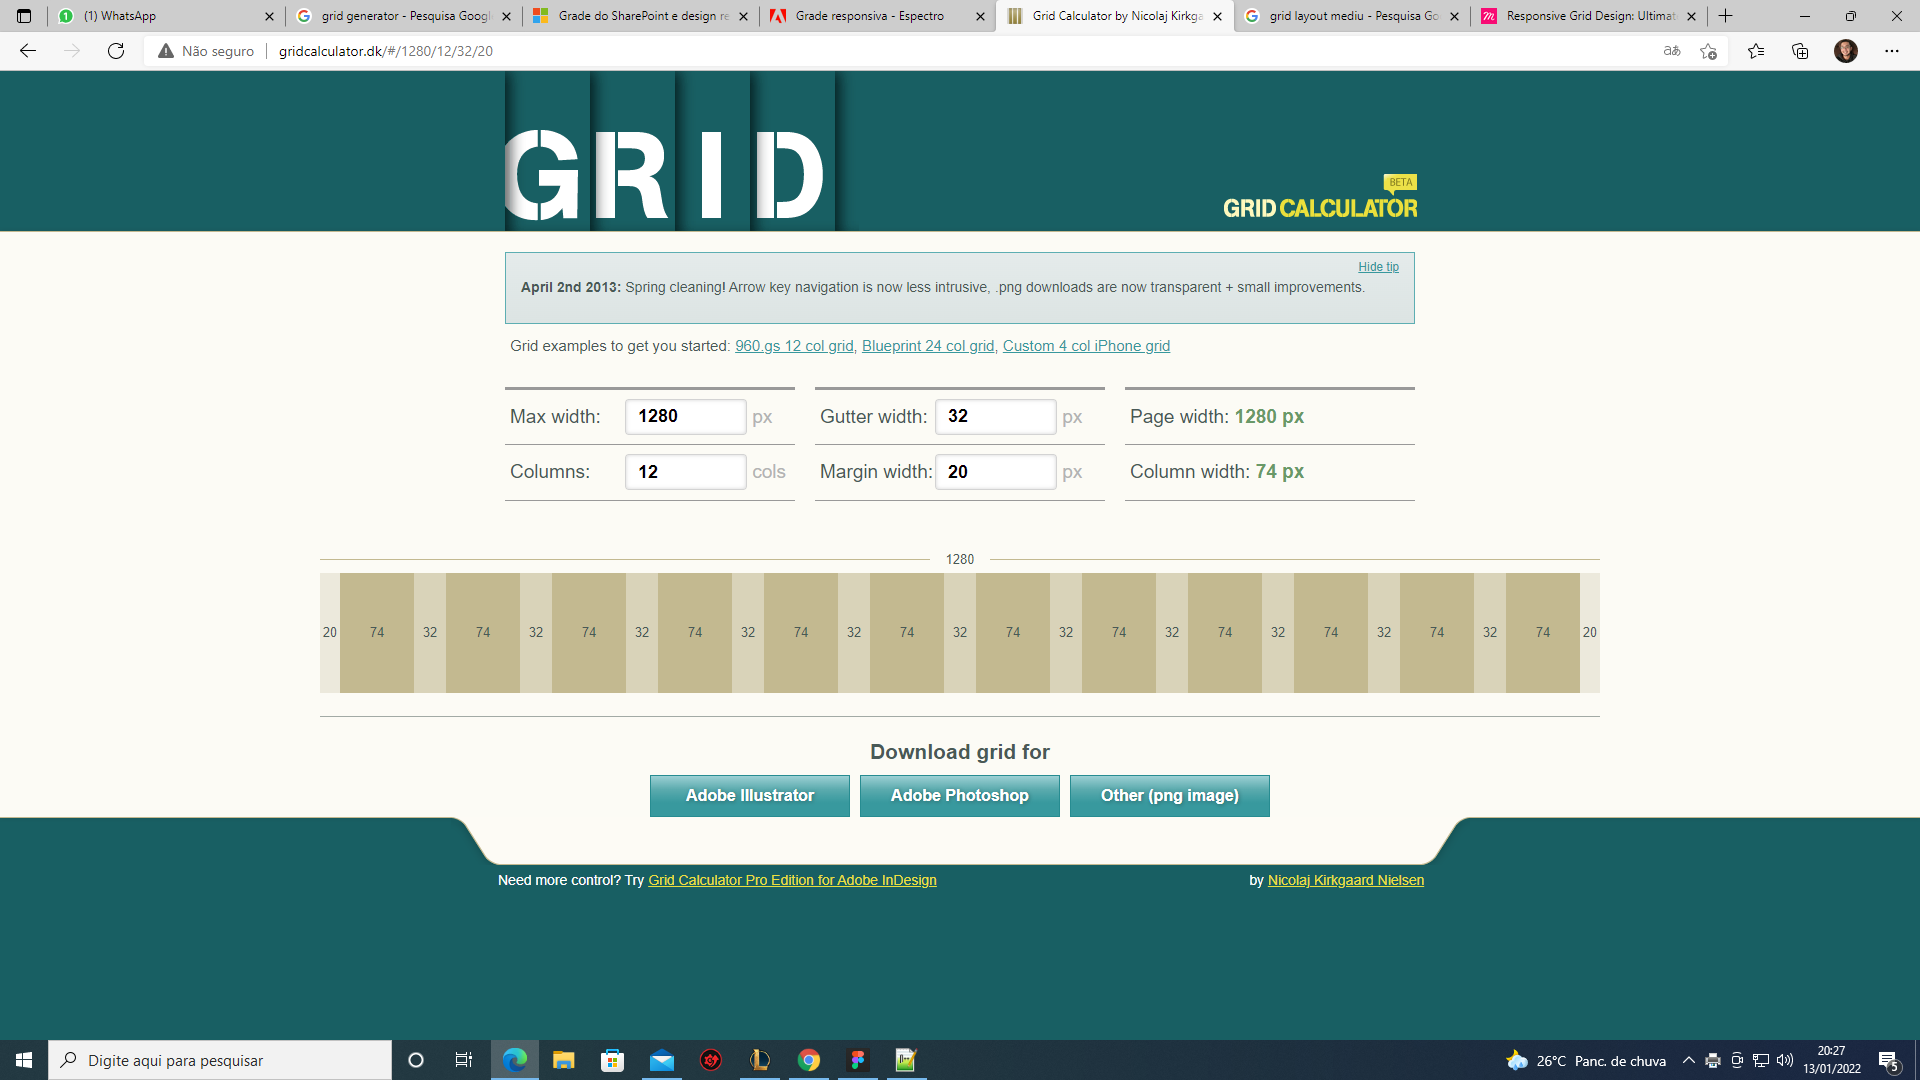 (1) WhatsApp
grid generator - Pesquisa Googl
Grade do SharePoint e design re
Grade responsiva - Espectro
Grid Calculator by Nicolaj Kirkga
grid layout mediu - Pesquisa Go
Responsive Grid Design: Ultimat
Não seguro
gridcalculator.dk/#/1280/12/32/20
GRID
BETA
GRID CALCULATOR
Hide tip
April 2nd 2013: Spring cleaning! Arrow key navigation is now less intrusive, .png downloads are now transparent + small improvements.
Grid examples to get you started: 960.gs 12 col grid, Blueprint 24 col grid, Custom 4 col iPhone grid
Max width: 1280 px
Gutter width: 32 px
Page width: 1280 px
Columns: 12 cols
Margin width: 20 px
Column width: 74 px
1280
20 74 32 74 32 74 32 74 32 74 32 74 32 74 32 74 32 74 32 74 32 74 32 74 20
Download grid for
Adobe Illustrator
Adobe Photoshop
Other (png image)
Need more control? Try Grid Calculator Pro Edition for Adobe InDesign
by Nicolaj Kirkgaard Nielsen
Digite aqui para pesquisar
26°C Panc. de chuva
20:27
13/01/2022
5